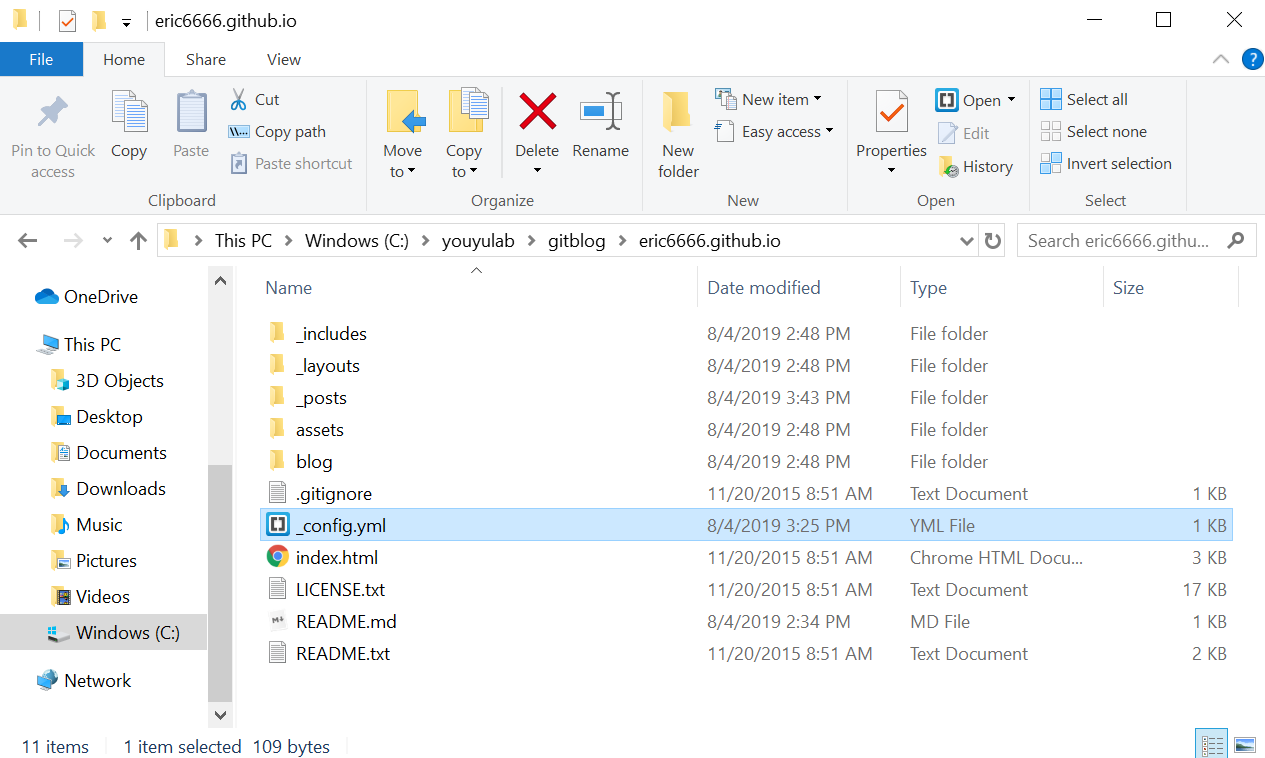 eric6666.github.io
File Home Share View
Pin to Quick access
Copy
Paste
Cut
Copy path
Paste shortcut
Clipboard
Move to
Copy to
Delete
Rename
Organize
New folder
New item
Easy access
New
Properties
Open
Edit
History
Open
Select all
Select none
Invert selection
Select
This PC Windows (C:) youyulab gitblog eric6666.github.io Search eric6666.githu...
OneDrive
This PC
3D Objects
Desktop
Documents
Downloads
Music
Pictures
Videos
Windows (C:)
Network
Name Date modified Type Size
_includes 8/4/2019 2:48 PM File folder
_layouts 8/4/2019 2:48 PM File folder
_posts 8/4/2019 3:43 PM File folder
assets 8/4/2019 2:48 PM File folder
blog 8/4/2019 2:48 PM File folder
.gitignore 11/20/2015 8:51 AM Text Document 1 KB
_config.yml 8/4/2019 3:25 PM YML File 1 KB
index.html 11/20/2015 8:51 AM Chrome HTML Docu... 3 KB
LICENSE.txt 11/20/2015 8:51 AM Text Document 17 KB
README.md 8/4/2019 2:34 PM MD File 1 KB
README.txt 11/20/2015 8:51 AM Text Document 2 KB
11 items 1 item selected 109 bytes